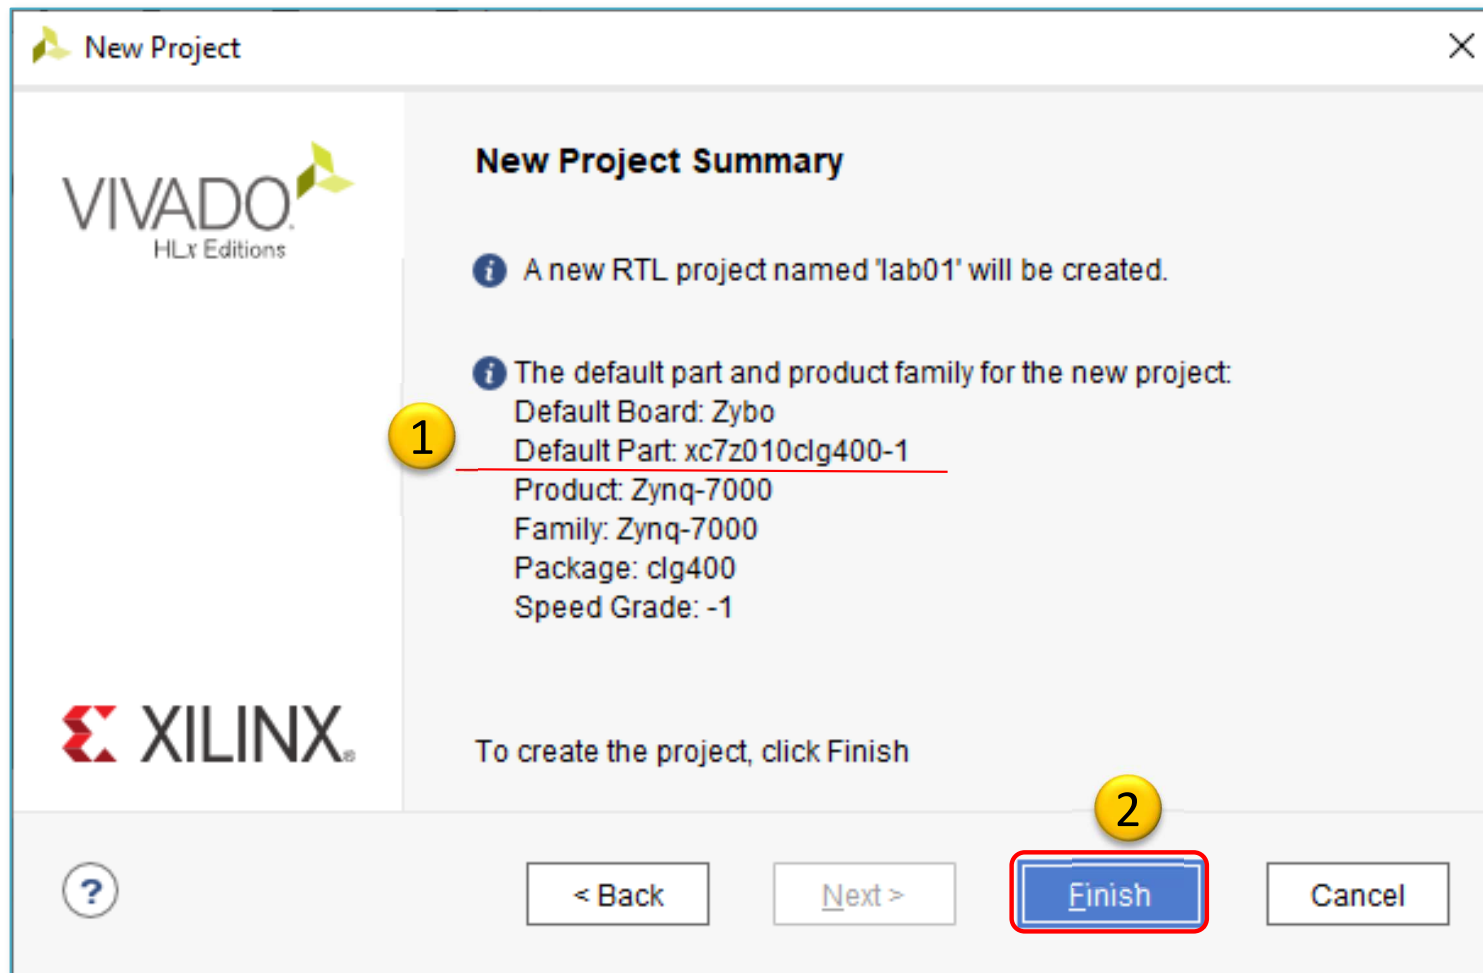 New Project
VIVADO.
HLx Editions
New Project Summary
i A new RTL project named 'lab01' will be created.
i The default part and product family for the new project:
Default Board: Zybo
1
Default Part: xc7z010clg400-1
Product: Zynq-7000
Family: Zynq-7000
Package: clg400
Speed Grade: -1
XILINX®
To create the project, click Finish
2
?
< Back
Next >
Finish
Cancel